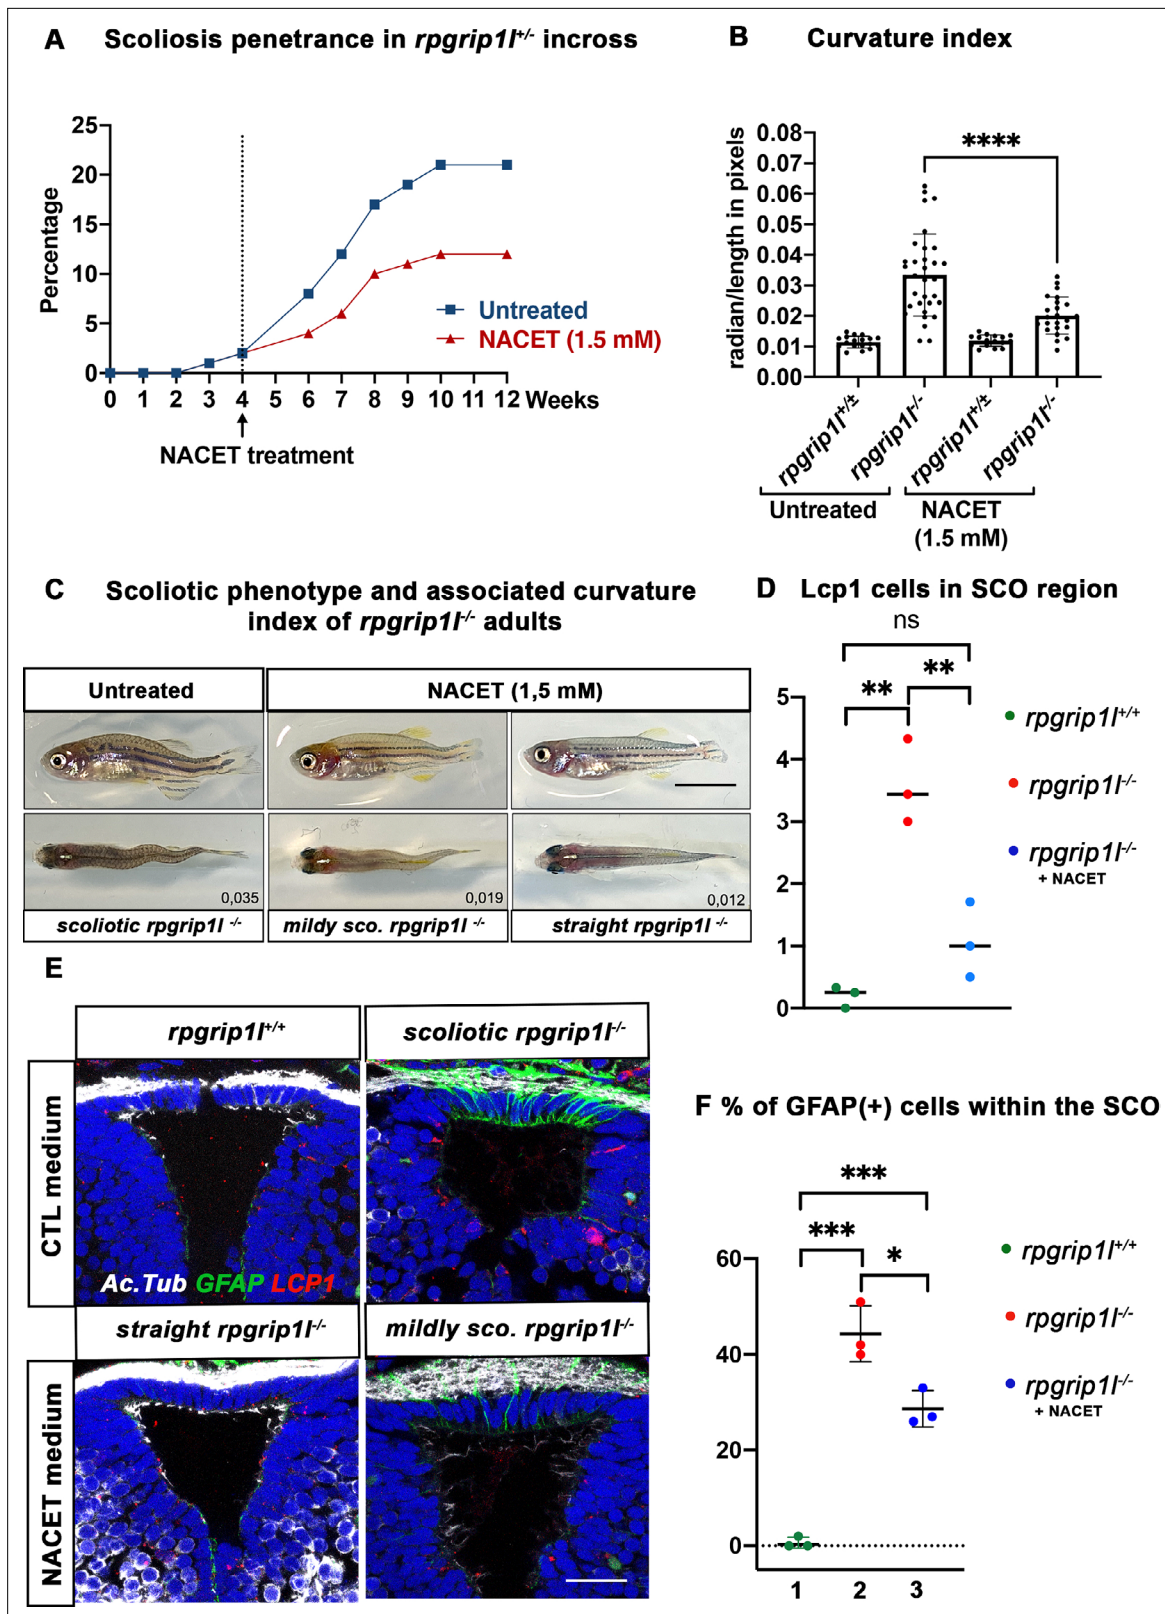 A Scoliosis penetrance in rpgrip1l+/- incross
Percentage
25
20
15
10
5
0
0 1 2 3 4 5 6 7 8 9 10 11 12 Weeks
Untreated
NACET (1.5 mM)
NACET treatment
B Curvature index
radian/length in pixels
0.08
0.07
0.06
0.05
0.04
0.03
0.02
0.01
0.00
****
rpgrip1l+/±
rpgrip1l-/-
rpgrip1l+/±
rpgrip1l-/-
Untreated
NACET
(1.5 mM)
C Scoliotic phenotype and associated curvature
index of rpgrip1l-/- adults
Untreated
NACET (1,5 mM)
0,035
0,019
0,012
scoliotic rpgrip1l -/-
mildy sco. rpgrip1l -/-
straight rpgrip1l -/-
D Lcp1 cells in SCO region
ns
**
**
5
4
3
2
1
0
rpgrip1l+/+
rpgrip1l-/-
rpgrip1l-/-
+ NACET
E
rpgrip1l+/+
scoliotic rpgrip1l-/-
CTL medium
Ac.Tub GFAP LCP1
straight rpgrip1l-/-
mildly sco. rpgrip1l-/-
NACET medium
F % of GFAP(+) cells within the SCO
***
***
*
60
40
20
0
1 2 3
rpgrip1l+/+
rpgrip1l-/-
rpgrip1l-/-
+ NACET